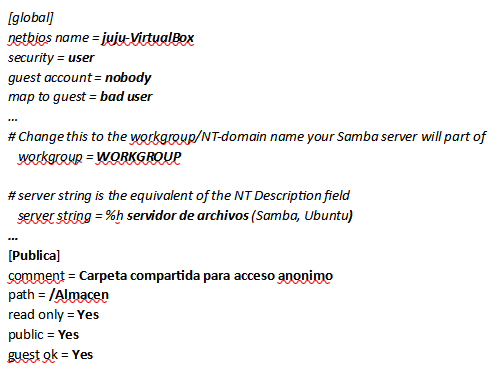 [global]
netbios name = juju-VirtualBox
security = user
guest account = nobody
map to guest = bad user
...
# Change this to the workgroup/NT-domain name your Samba server will part of
workgroup = WORKGROUP
# server string is the equivalent of the NT Description field
server string = %h servidor de archivos (Samba, Ubuntu)
...
[Publica]
comment = Carpeta compartida para acceso anonimo
path = /Almacen
read only = Yes
public = Yes
guest ok = Yes